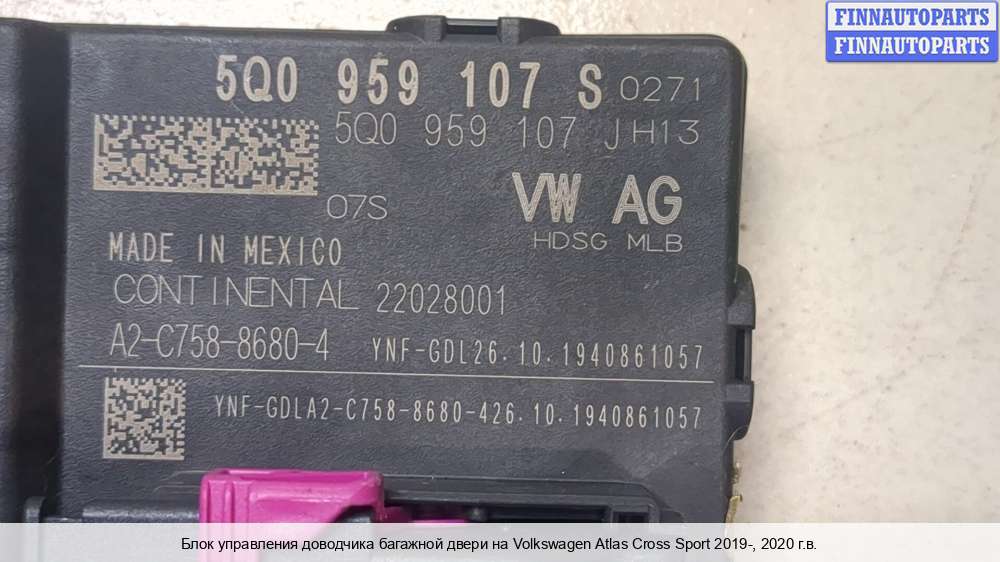 FINNAUTOPARTS
FINNAUTOPARTS
5Q0 959 107 S 0271
5Q0 959 107 J H13
07S
VW AG
HDSG MLB
MADE IN MEXICO
CONTINENTAL 22028001
A2-C758-8680-4 YNF-GDL26.10.1940861057
YNF-GDLA2-C758-8680-426.10.1940861057
Блок управления доводчика багажной двери на Volkswagen Atlas Cross Sport 2019-, 2020 г.в.